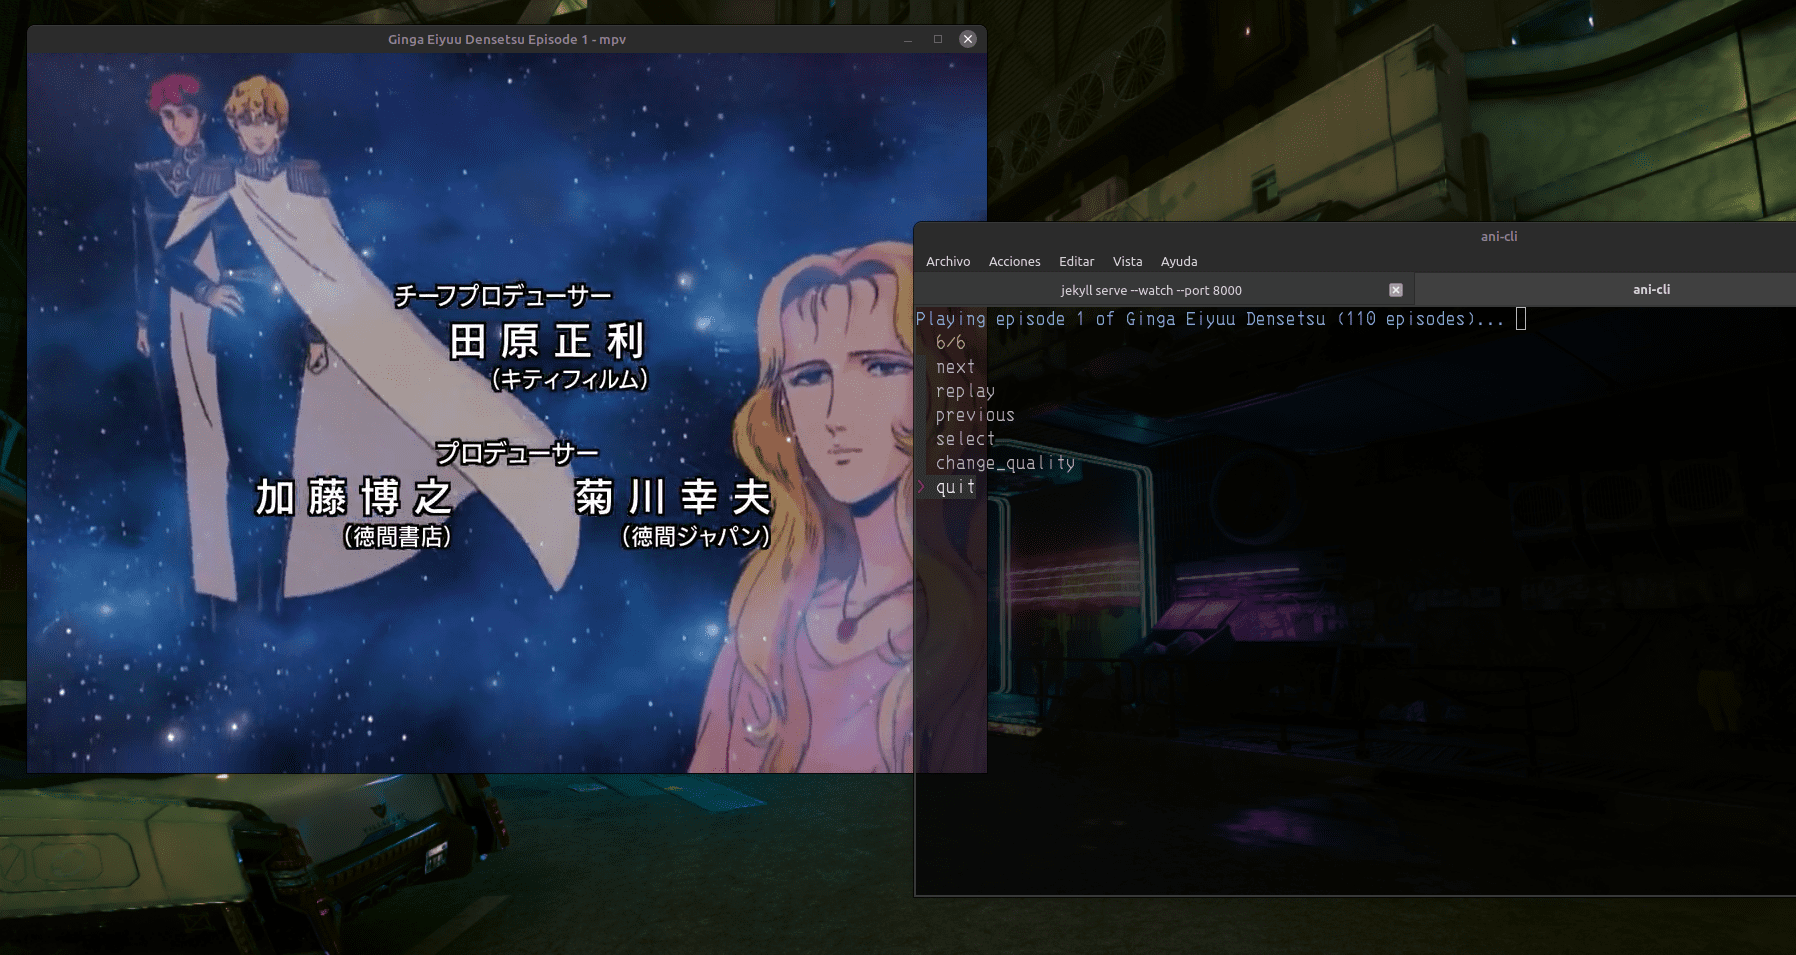 Ginga Eiyuu Densetsu Episode 1 - mpv
チーフプロデューサー
田原正利
(キティフィルム)
プロデューサー
加藤博之 菊川幸夫
(徳間書店) (徳間ジャパン)
ani-cli
Archivo Acciones Editar Vista Ayuda
jekyll serve --watch --port 8000 ani-cli
Playing episode 1 of Ginga Eiyuu Densetsu (110 episodes)...
6/6
next
replay
previous
select
change_quality
> quit